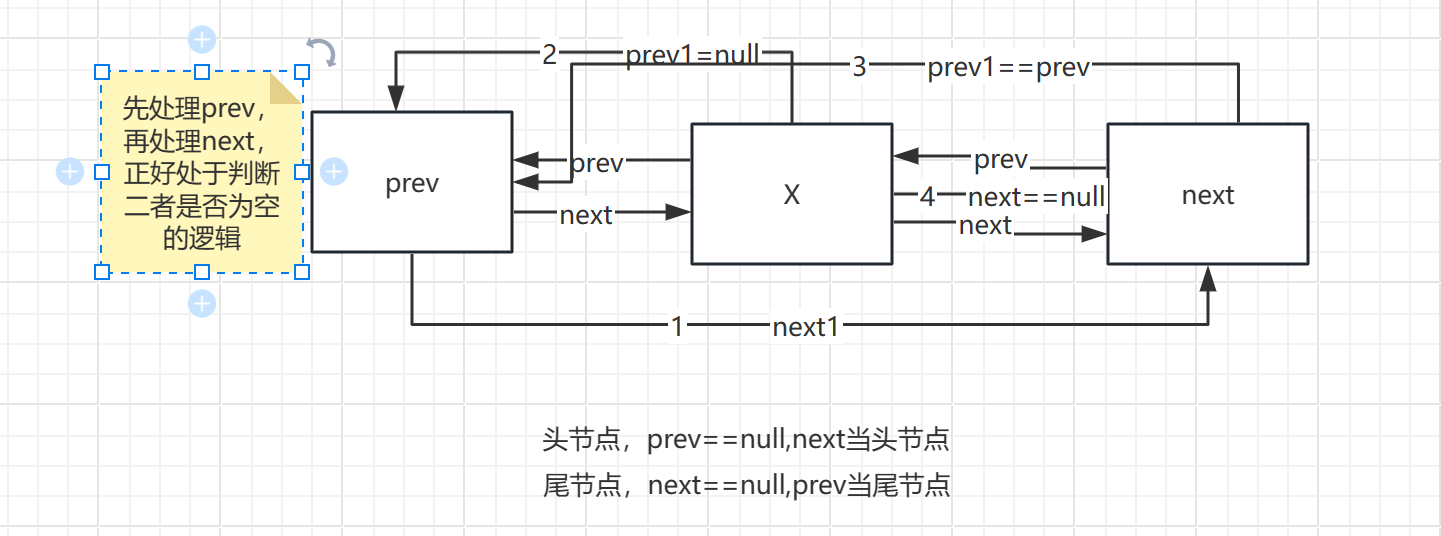 先处理prev，
再处理next，
正好处于判断
二者是否为空
的逻辑
2 prev1=null
3 prev1==prev
prev
prev
next
X
prev
4 next==null
next
next
1 next1
头节点，prev==null,next当头节点
尾节点，next==null,prev当尾节点